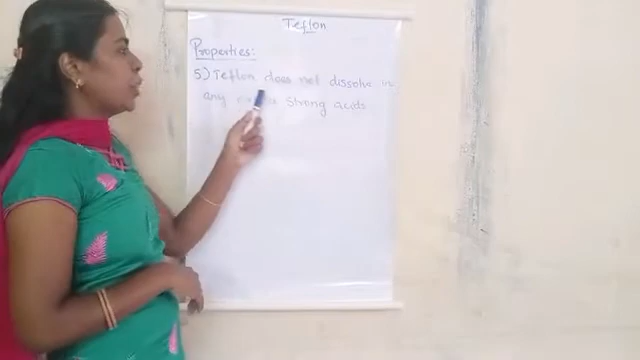 Teflon
Properties:
5) Teflon does not dissolve in
any strong acids